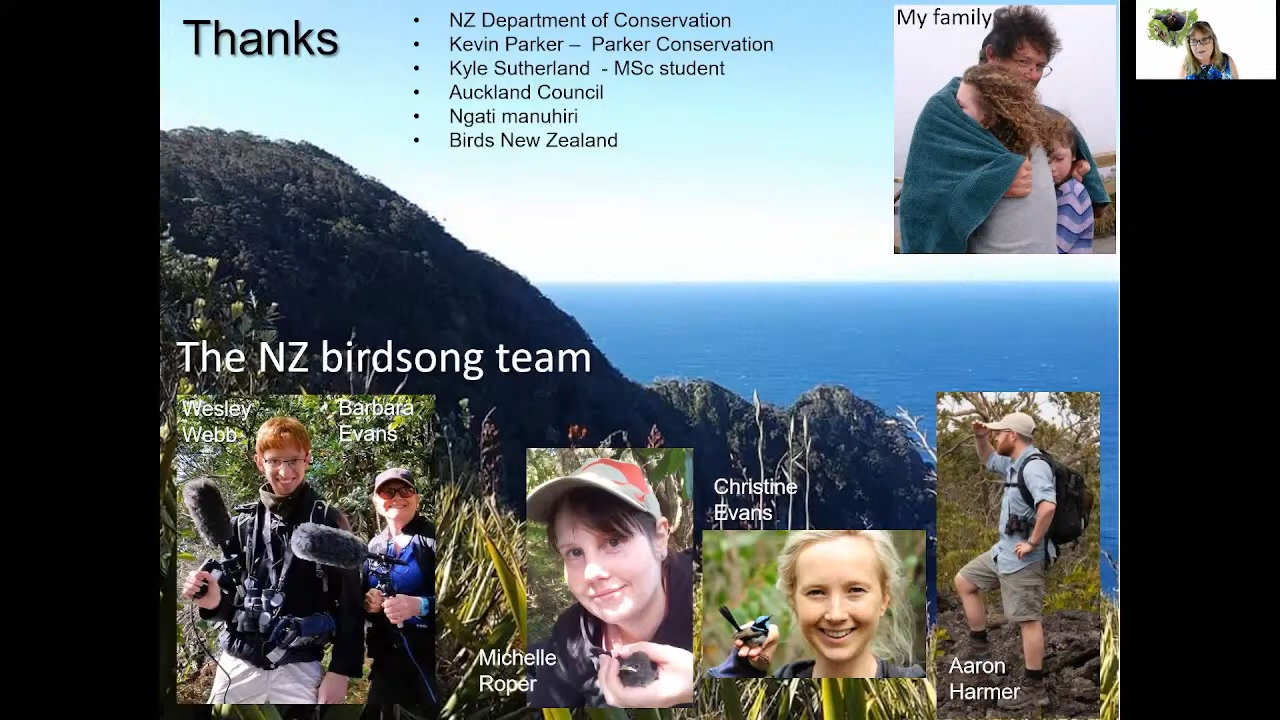 Thanks
• NZ Department of Conservation
• Kevin Parker – Parker Conservation
• Kyle Sutherland - MSc student
• Auckland Council
• Ngati manuhiri
• Birds New Zealand
My family
The NZ birdsong team
Wesley
Webb
Barbara
Evans
Michelle
Roper
Christine
Evans
Aaron
Harmer